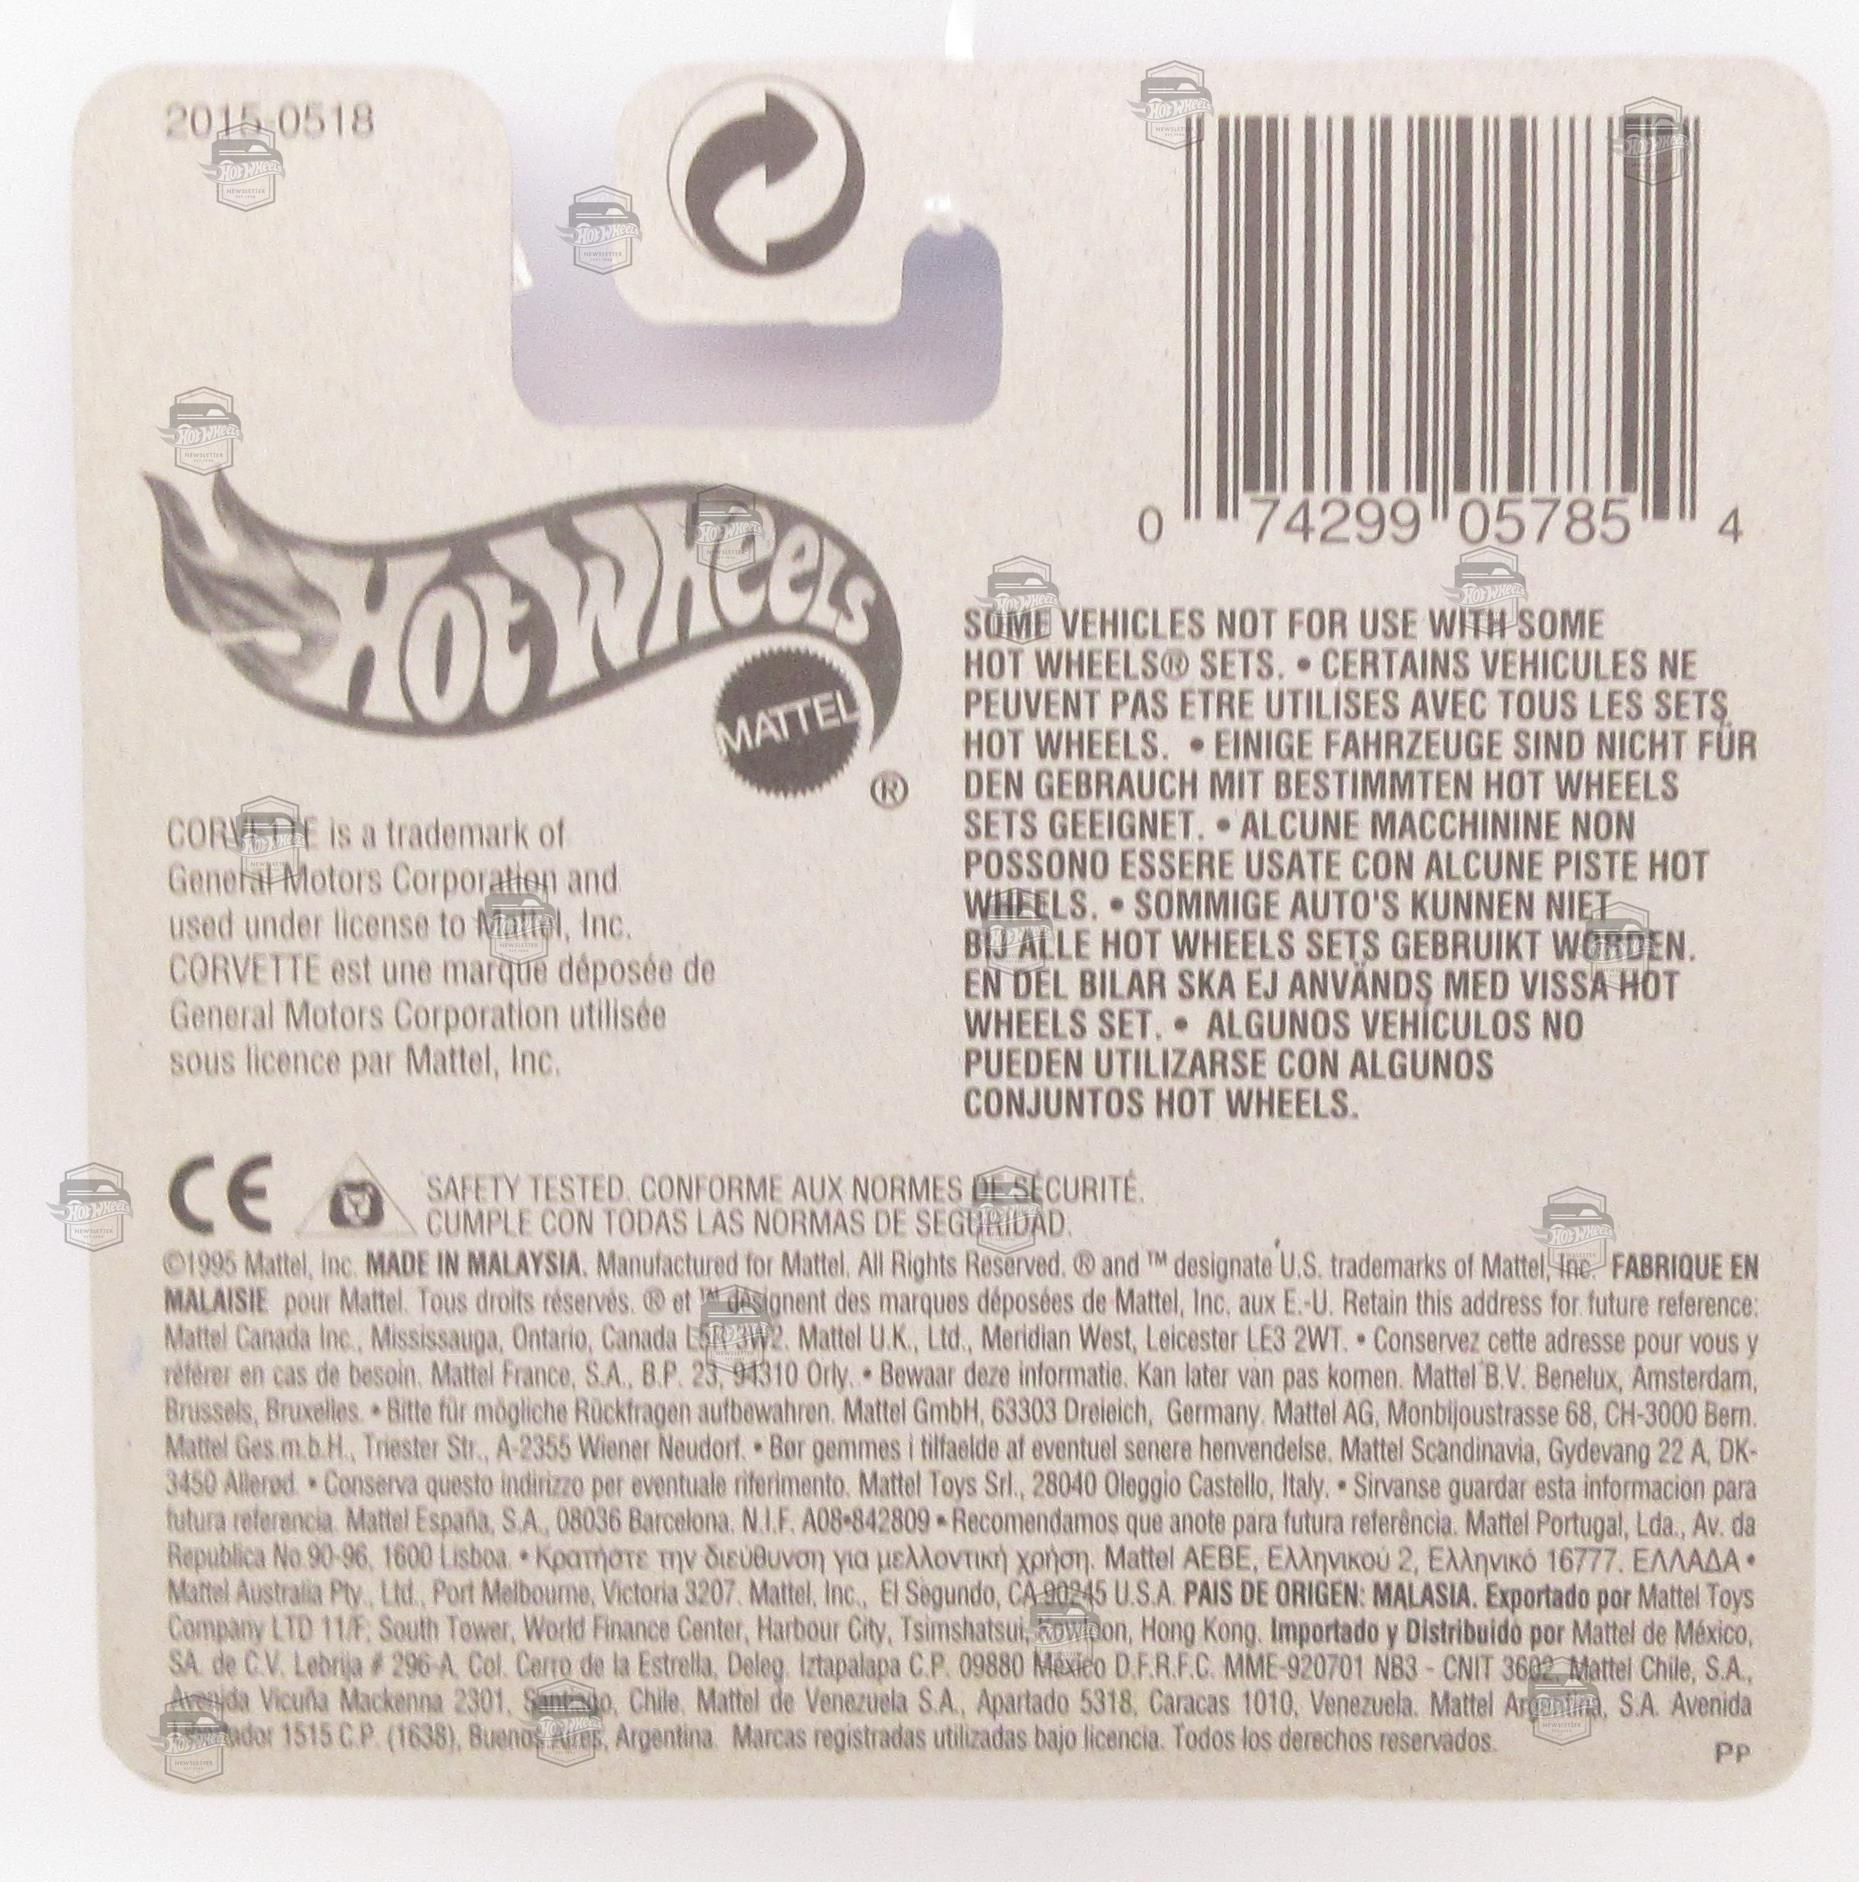 2015-0518
0 74299 05785 4
HOT WHEELS
MATTEL
®
SOME VEHICLES NOT FOR USE WITH SOME
HOT WHEELS® SETS. • CERTAINS VEHICULES NE
PEUVENT PAS ETRE UTILISES AVEC TOUS LES SETS
HOT WHEELS. • EINIGE FAHRZEUGE SIND NICHT FÜR
DEN GEBRAUCH MIT BESTIMMTEN HOT WHEELS
SETS GEEIGNET. • ALCUNE MACCHININE NON
POSSONO ESSERE USATE CON ALCUNE PISTE HOT
WHEELS. • SOMMIGE AUTO'S KUNNEN NIET
BIJ ALLE HOT WHEELS SETS GEBRUIKT WORDEN.
EN DEL BILAR SKA EJ ANVÄNDS MED VISSA HOT
WHEELS SET. • ALGUNOS VEHÍCULOS NO
PUEDEN UTILIZARSE CON ALGUNOS
CONJUNTOS HOT WHEELS.
CORVETTE is a trademark of
General Motors Corporation and
used under license to Mattel, Inc.
CORVETTE est une marque déposée de
General Motors Corporation utilisée
sous licence par Mattel, Inc.
CE
SAFETY TESTED. CONFORME AUX NORMES DE SÉCURITÉ.
CUMPLE CON TODAS LAS NORMAS DE SEGURIDAD.
©1995 Mattel, Inc. MADE IN MALAYSIA. Manufactured for Mattel. All Rights Reserved. ® and ™ designate U.S. trademarks of Mattel, Inc. FABRIQUE EN
MALAISIE pour Mattel. Tous droits réservés. ® et ™ désignent des marques déposées de Mattel, Inc. aux E.-U. Retain this address for future reference:
Mattel Canada Inc., Mississauga, Ontario, Canada L5R 3W2. Mattel U.K., Ltd., Meridian West, Leicester LE3 2WT. • Conservez cette adresse pour vous y
référer en cas de besoin. Mattel France, S.A., B.P. 23, 94310 Orly. • Bewaar deze informatie. Kan later van pas komen. Mattel B.V. Benelux, Amsterdam,
Brussels, Bruxelles. • Bitte für mögliche Rückfragen aufbewahren. Mattel GmbH, 63303 Dreieich, Germany. Mattel AG, Monbijoustrasse 68, CH-3000 Bern.
Mattel Ges.m.b.H., Triester Str., A-2355 Wiener Neudorf. • Bør gemmes i tilfaelde af eventuel senere henvendelse. Mattel Scandinavia, Gydevang 22 A, DK-
3450 Allerød. • Conserva questo indirizzo per eventuale riferimento. Mattel Toys Srl., 28040 Oleggio Castello, Italy. • Sirvanse guardar esta informacion para
futura referencia. Mattel España, S.A., 08036 Barcelona. N.I.F. A08•842809 • Recomendamos que anote para futura referência. Mattel Portugal, Lda., Av. da
Republica No.90-96, 1600 Lisboa. • Κρατήστε την διεύθυνση για μελλοντική χρήση. Mattel AEBE, Ελληνικού 2, Ελληνικό 16777. ΕΛΛΑΔΑ •
Mattel Australia Pty., Ltd., Port Melbourne, Victoria 3207. Mattel, Inc., El Segundo, CA 90245 U.S.A. PAIS DE ORIGEN: MALASIA. Exportado por Mattel Toys
Company LTD 11/F, South Tower, World Finance Center, Harbour City, Tsimshatsui, Kowloon, Hong Kong. Importado y Distribuido por Mattel de México,
SA. de C.V. Lebrija # 296-A, Col. Cerro de la Estrella, Deleg. Iztapalapa C.P. 09880 México D.F.R.F.C. MME-920701 NB3 - CNIT 3602. Mattel Chile, S.A.,
Avenida Vicuña Mackenna 2301, Santiago, Chile. Mattel de Venezuela S.A., Apartado 5318, Caracas 1010, Venezuela. Mattel Argentina, S.A. Avenida
1515 C.P. (1638), Buenos Aires, Argentina. Marcas registradas utilizadas bajo licencia. Todos los derechos reservados.
PP